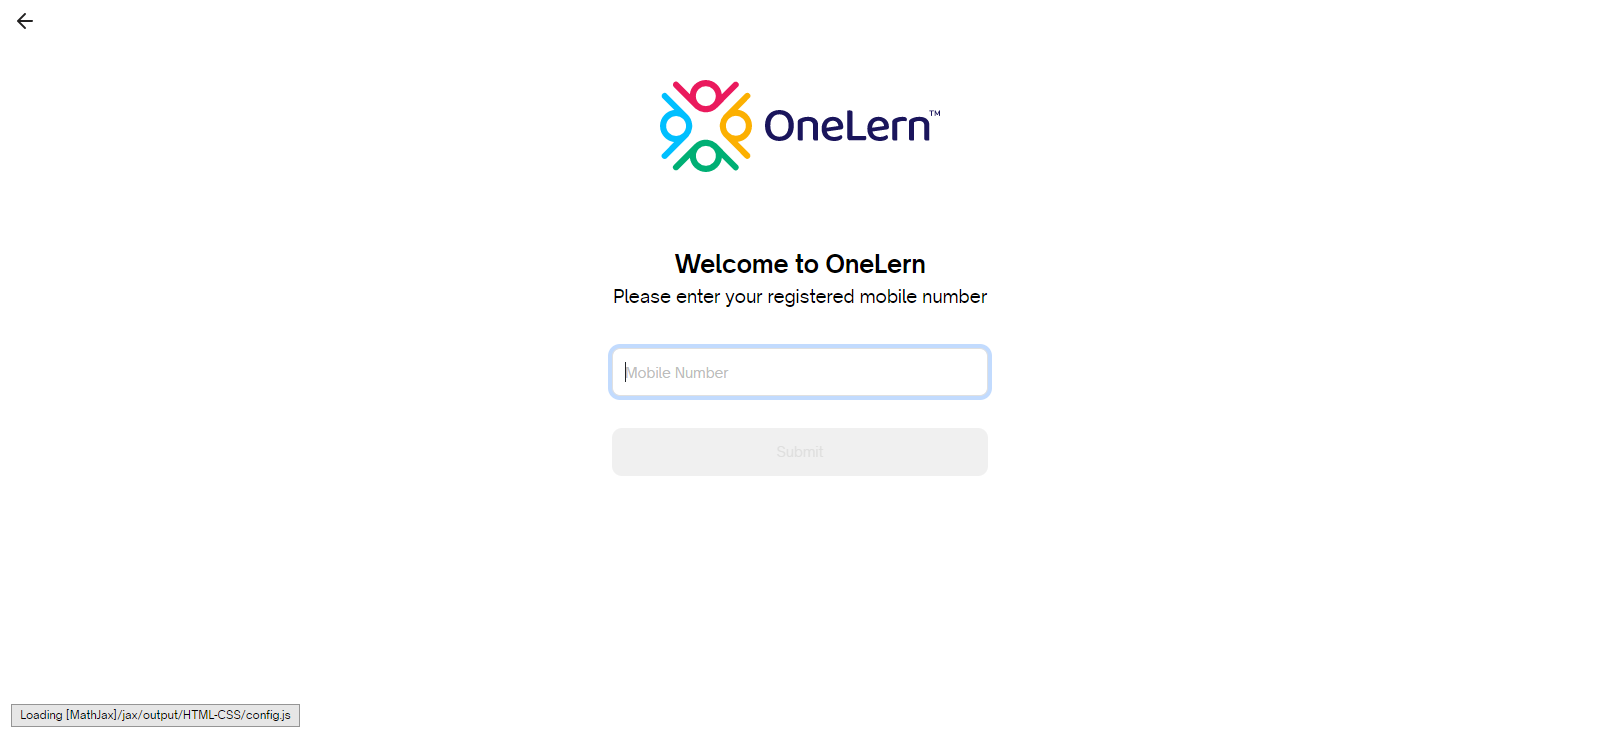 OneLern™
Welcome to OneLern
Please enter your registered mobile number
Mobile Number
Submit
Loading [MathJax]/jax/output/HTML-CSS/config.js